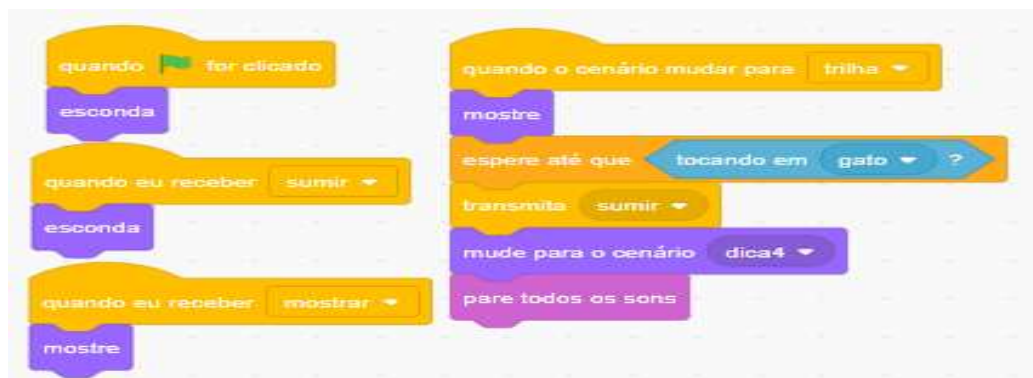 quando for clicado
esconda
quando eu receber sumir
esconda
quando eu receber mostrar
mostre
quando o cenário mudar para trilha
mostre
espere até que tocando em gato ?
transmita sumir
mude para o cenário dica4
pare todos os sons